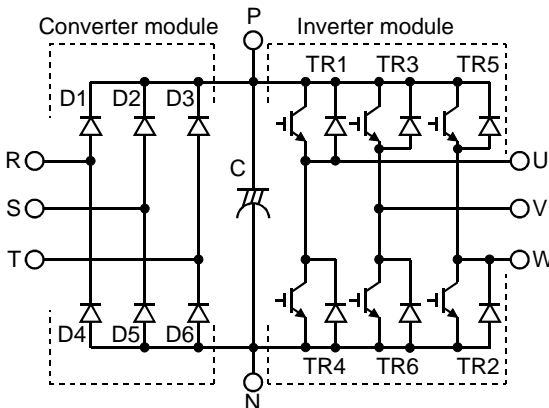 P
Converter module
Inverter module
D1 D2 D3
TR1 TR3 TR5
R
C
U
S
V
T
W
D4 D5 D6
TR4 TR6 TR2
N